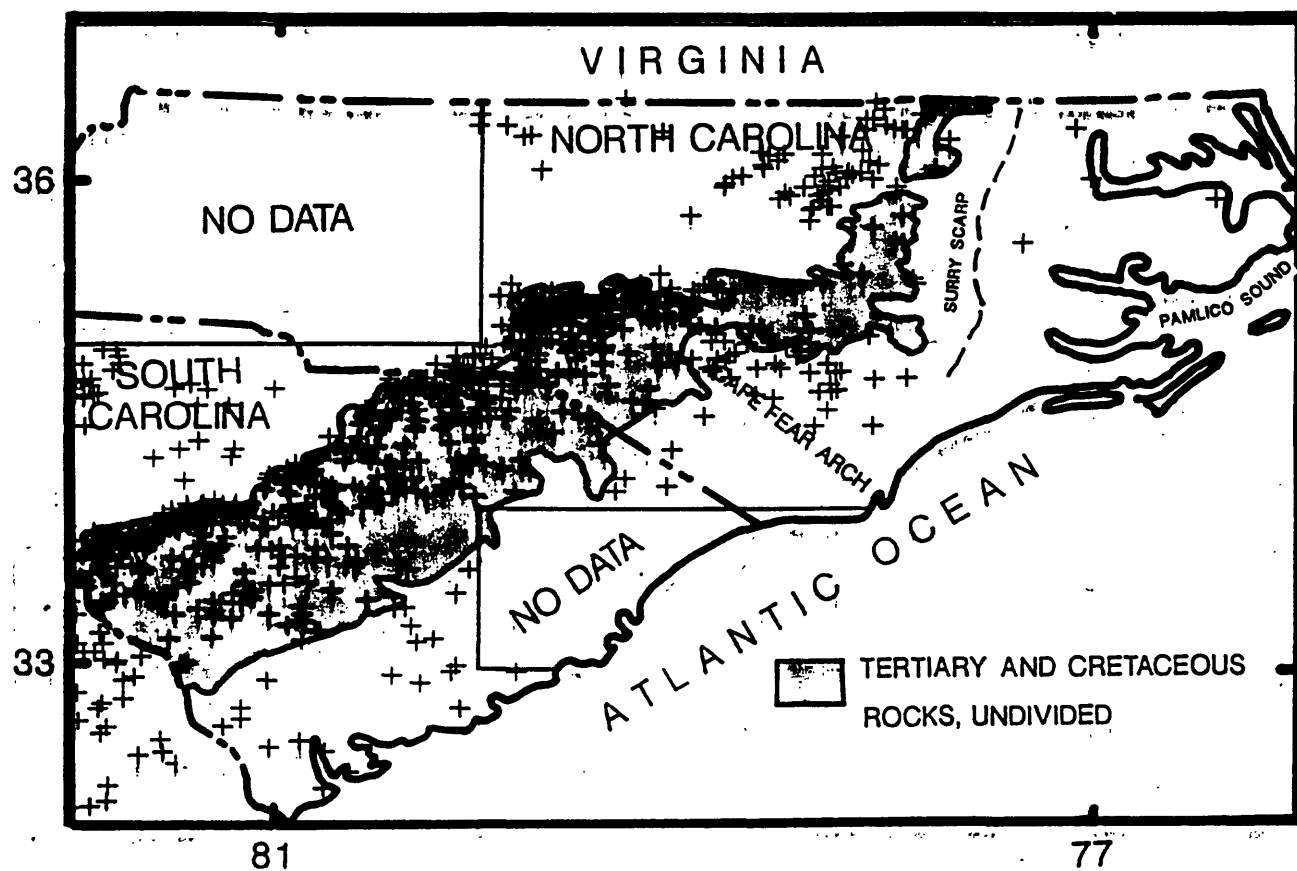 VIRGINIA
NORTH CAROLINA
36
NO DATA
SURRY SCARP
PAMLICO SOUND
SOUTH
CAROLINA
CAPE FEAR ARCH
NO DATA
ATLANTIC OCEAN
33
TERTIARY AND CRETACEOUS
ROCKS, UNDIVIDED
81
77